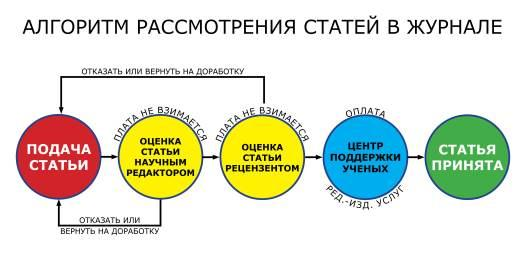 АЛГОРИТМ РАССМОТРЕНИЯ СТАТЕЙ В ЖУРНАЛЕ
ОТКАЗАТЬ ИЛИ ВЕРНУТЬ НА ДОРАБОТКУ
ПОДАЧА
СТАТЬИ
ПЛАТА НЕ ВЗИМАЕТСЯ
ОЦЕНКА
СТАТЬИ
НАУЧНЫМ
РЕДАКТОРОМ
ПЛАТА НЕ ВЗИМАЕТСЯ
ОЦЕНКА
СТАТЬИ
РЕЦЕНЗЕНТОМ
ОПЛАТА
ЦЕНТР
ПОДДЕРЖКИ
УЧЕНЫХ
РЕД.-ИЗД. УСЛУГ
СТАТЬЯ
ПРИНЯТА
ОТКАЗАТЬ ИЛИ
ВЕРНУТЬ НА ДОРАБОТКУ